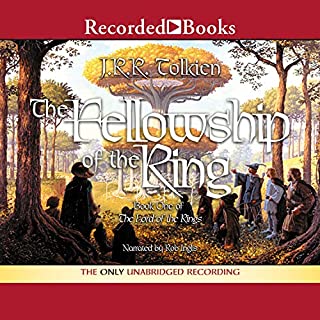 Recorded Books
J.R.R. Tolkien
The Fellowship
of the Ring
Book One of
The Lord of the Rings
Narrated by Rob Inglis
THE ONLY UNABRIDGED RECORDING